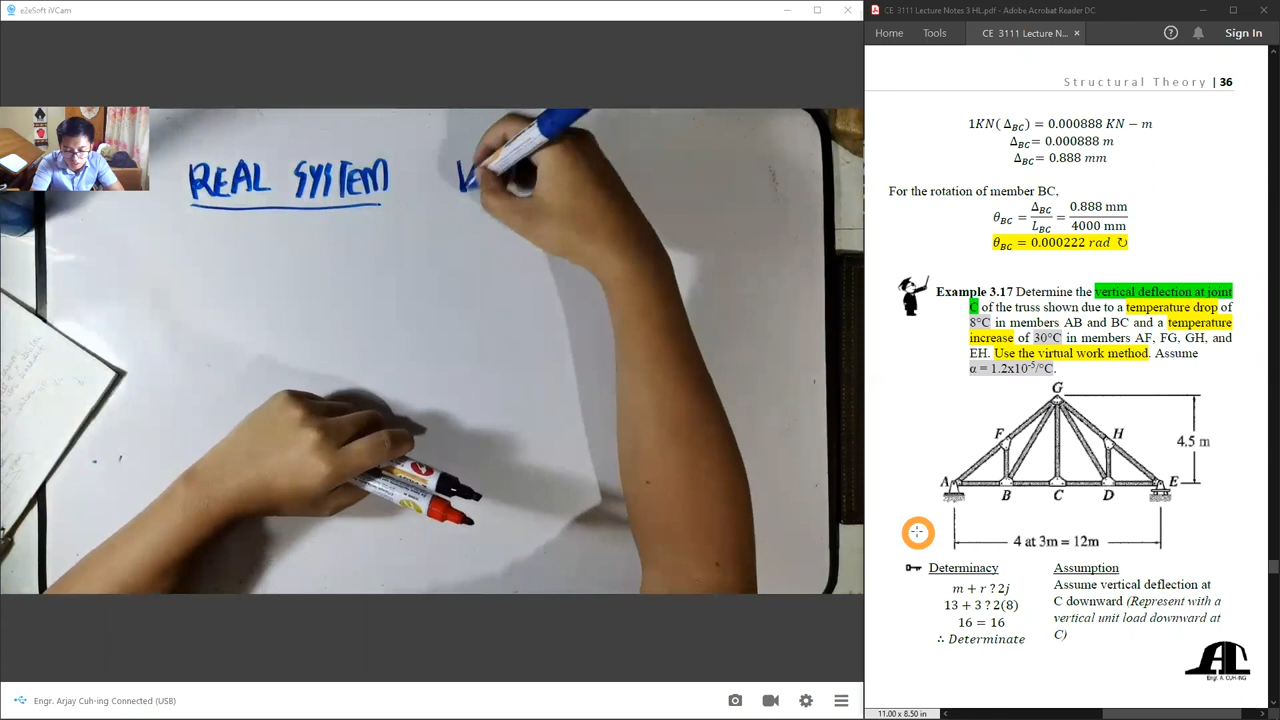 e2eSoft iVCam
REAL SYSTEM
Engr. Arjay Cuh-ing Connected (USB)
CE 3111 Lecture Notes 3 HL.pdf - Adobe Acrobat Reader DC
Home Tools CE 3111 Lecture N... × Sign In
Structural Theory | 36
1KN( Δ_BC) = 0.000888 KN − m
Δ_BC= 0.000888 m
Δ_BC= 0.888 mm
For the rotation of member BC,
θ_BC = Δ_BC / L_BC = 0.888 mm / 4000 mm
θ_BC = 0.000222 rad ↻
Example 3.17 Determine the vertical deflection at joint
C of the truss shown due to a temperature drop of
8°C in members AB and BC and a temperature
increase of 30°C in members AF, FG, GH, and
EH. Use the virtual work method. Assume
α = 1.2x10⁻⁵/°C.
G
F H
4.5 m
A E
B C D
4 at 3m = 12m
Determinacy
m + r ? 2j
13 + 3 ? 2(8)
16 = 16
∴ Determinate
Assumption
Assume vertical deflection at
C downward (Represent with a
vertical unit load downward at
C)
Engr. A. CUH-ING
11.00 x 8.50 in